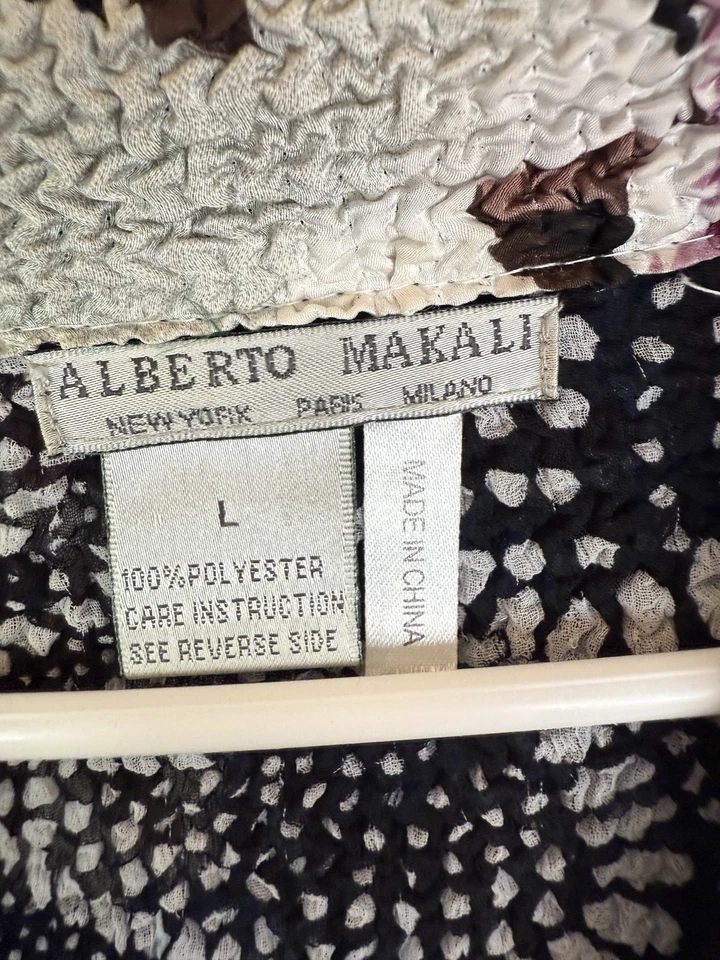 ALBERTO MAKALI
NEW YORK PARIS MILANO
L
100%POLYESTER
CARE INSTRUCTION
SEE REVERSE SIDE
MADE IN CHINA